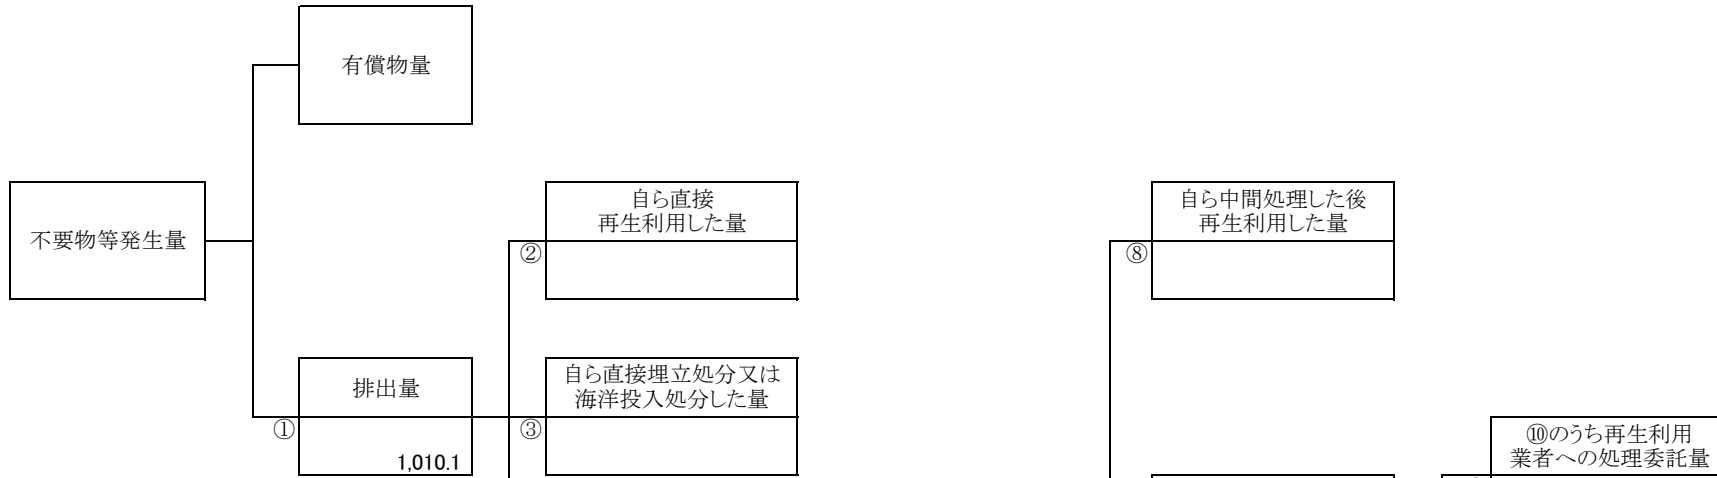 有償物量
不要物等発生量
自ら直接
再生利用した量
②
自ら中間処理した後
再生利用した量
⑧
排出量
①
1,010.1
自ら直接埋立処分又は
海洋投入処分した量
③
⑩のうち再生利用
業者への処理委託量